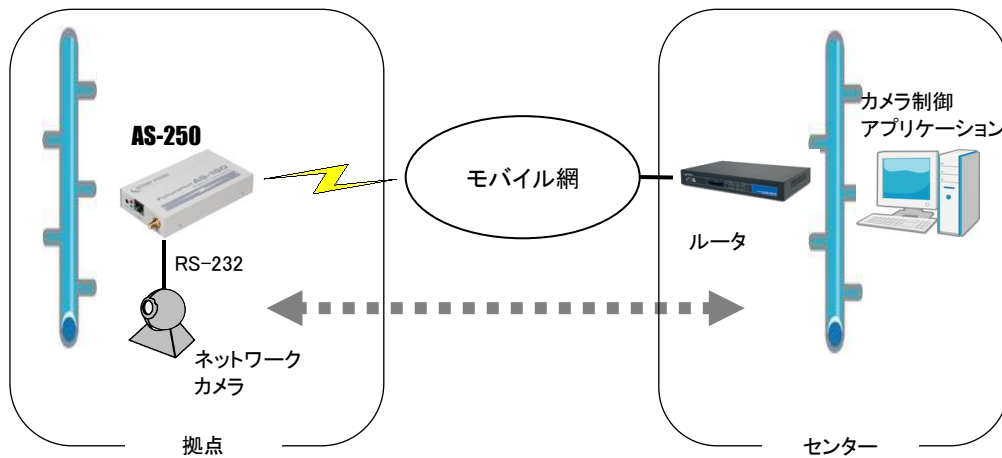 AS-250
AS-150
RS-232
ネットワーク
カメラ
拠点
モバイル網
ルータ
カメラ制御
アプリケーション
センター